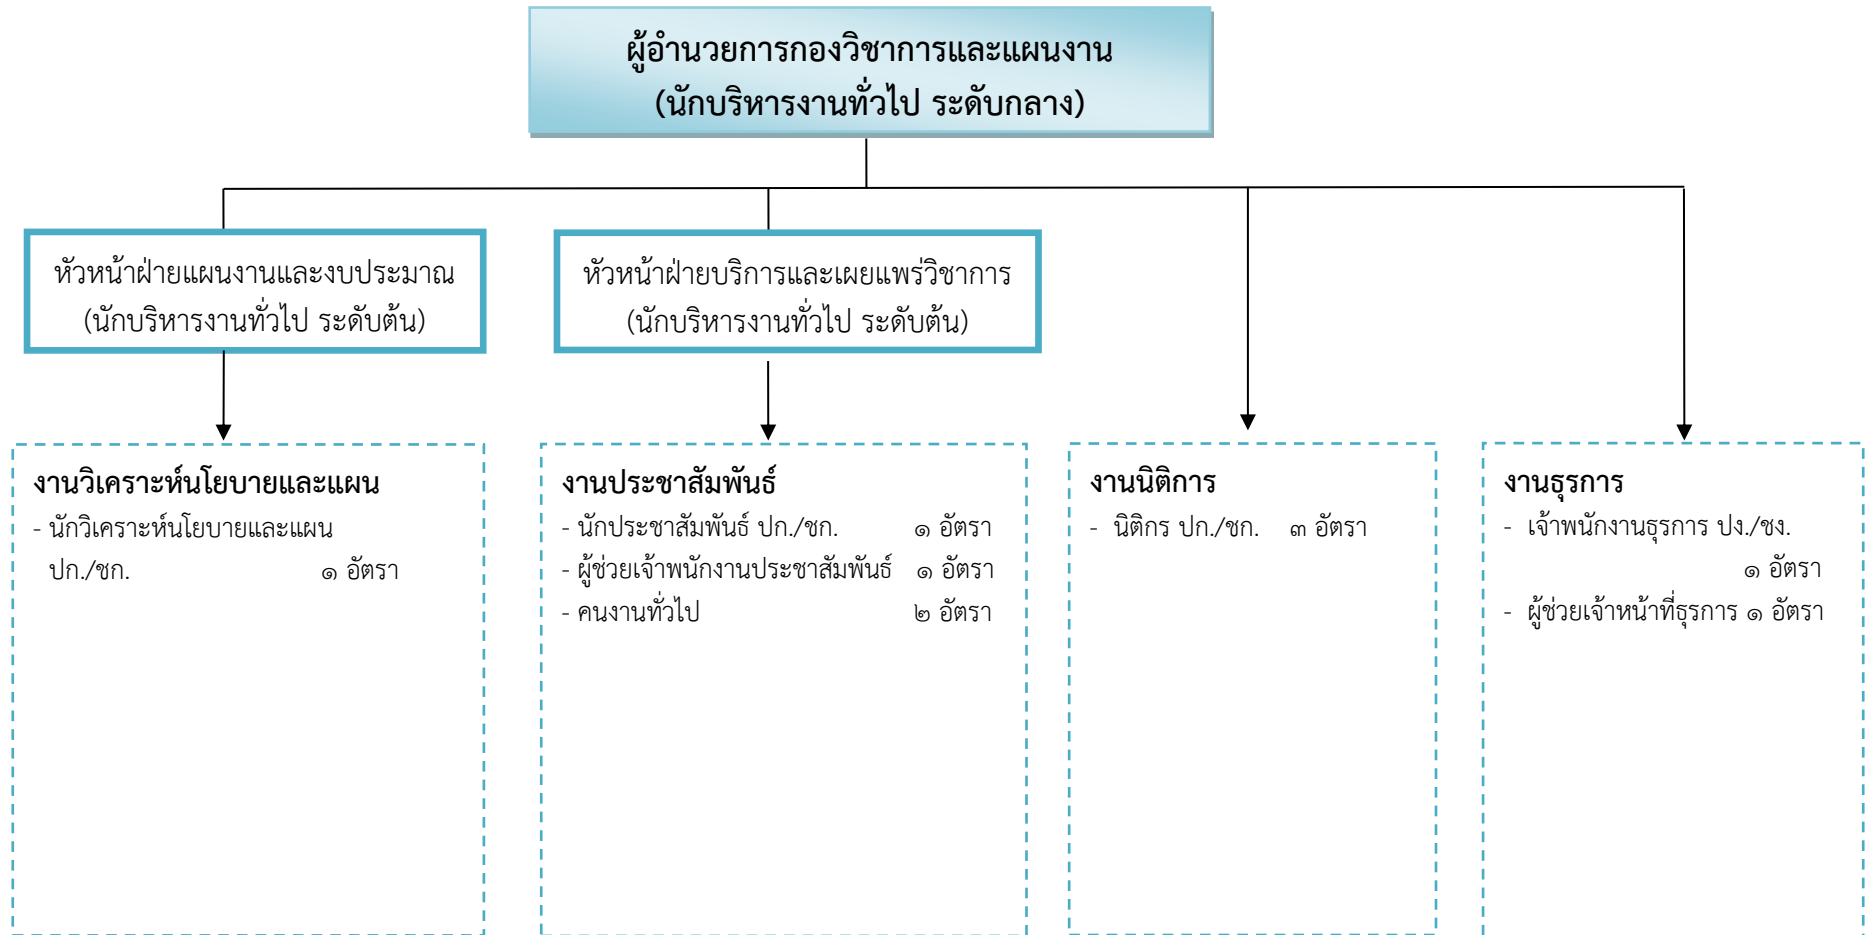 ผู้อำนวยการกองวิชาการและแผนงาน
(นักบริหารงานทั่วไป ระดับกลาง)
หัวหน้าฝ่ายแผนงานและงบประมาณ
(นักบริหารงานทั่วไป ระดับต้น)
หัวหน้าฝ่ายบริการและเผยแพร่วิชาการ
(นักบริหารงานทั่วไป ระดับต้น)
งานวิเคราะห์นโยบายและแผน
- นักวิเคราะห์นโยบายและแผน
ปก./ชก. ๑ อัตรา
งานประชาสัมพันธ์
- นักประชาสัมพันธ์ ปก./ชก. ๑ อัตรา
- ผู้ช่วยเจ้าพนักงานประชาสัมพันธ์ ๑ อัตรา
- คนงานทั่วไป ๒ อัตรา
งานนิติการ
- นิติกร ปก./ชก. ๓ อัตรา
งานธุรการ
- เจ้าพนักงานธุรการ ปง./ชง.
๑ อัตรา
- ผู้ช่วยเจ้าหน้าที่ธุรการ ๑ อัตรา